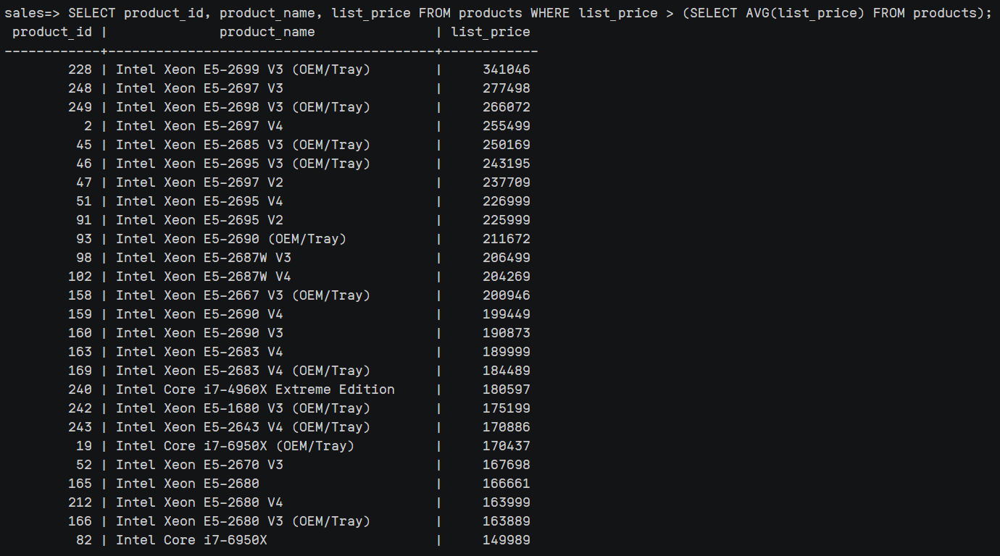 sales=> SELECT product_id, product_name, list_price FROM products WHERE list_price > (SELECT AVG(list_price) FROM products);
 product_id |              product_name               | list_price
------------+-----------------------------------------+------------
        228 | Intel Xeon E5-2699 V3 (OEM/Tray)        |     341046
        248 | Intel Xeon E5-2697 V3                   |     277498
        249 | Intel Xeon E5-2698 V3 (OEM/Tray)        |     266072
          2 | Intel Xeon E5-2697 V4                   |     255499
         45 | Intel Xeon E5-2685 V3 (OEM/Tray)        |     250169
         46 | Intel Xeon E5-2695 V3 (OEM/Tray)        |     243195
         47 | Intel Xeon E5-2697 V2                   |     237709
         51 | Intel Xeon E5-2695 V4                   |     226999
         91 | Intel Xeon E5-2695 V2                   |     225999
         93 | Intel Xeon E5-2690 (OEM/Tray)           |     211672
         98 | Intel Xeon E5-2687W V3                  |     206499
        102 | Intel Xeon E5-2687W V4                  |     204269
        158 | Intel Xeon E5-2667 V3 (OEM/Tray)        |     200946
        159 | Intel Xeon E5-2690 V4                   |     199449
        160 | Intel Xeon E5-2690 V3                   |     190873
        163 | Intel Xeon E5-2683 V4                   |     189999
        169 | Intel Xeon E5-2683 V4 (OEM/Tray)        |     184489
        240 | Intel Core i7-4960X Extreme Edition     |     180597
        242 | Intel Xeon E5-1680 V3 (OEM/Tray)        |     175199
        243 | Intel Xeon E5-2643 V4 (OEM/Tray)        |     170886
         19 | Intel Core i7-6950X (OEM/Tray)          |     170437
         52 | Intel Xeon E5-2670 V3                   |     167698
        165 | Intel Xeon E5-2680                      |     166661
        212 | Intel Xeon E5-2680 V4                   |     163999
        166 | Intel Xeon E5-2680 V3 (OEM/Tray)        |     163889
         82 | Intel Core i7-6950X                     |     149989